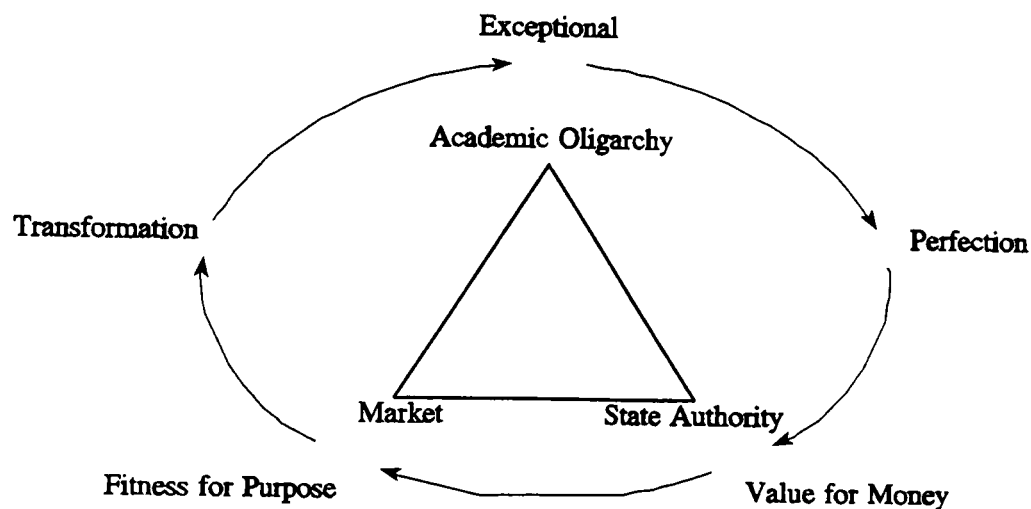 Exceptional
Academic Oligarchy
Transformation
Perfection
Market
State Authority
Fitness for Purpose
Value for Money